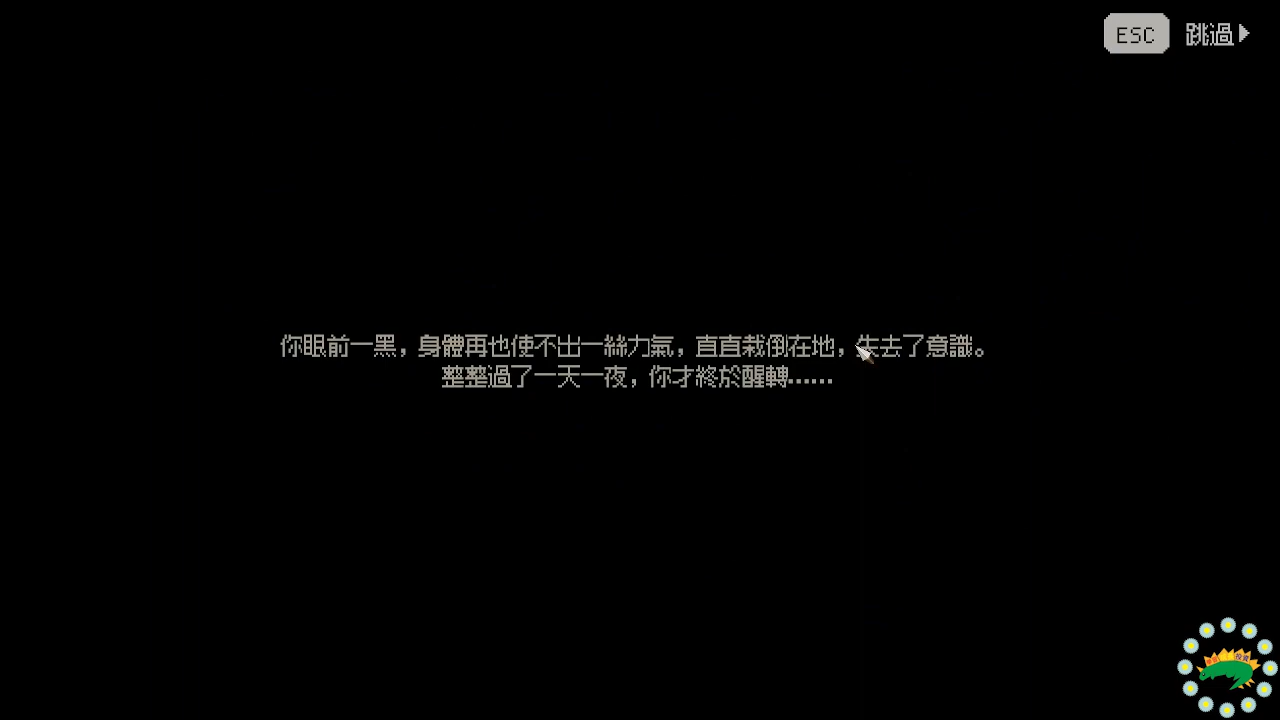 ESC 跳過
你眼前一黑，身體再也使不出一絲力氣，直直栽倒在地，失去了意識。
整整過了一天一夜，你才終於醒轉……